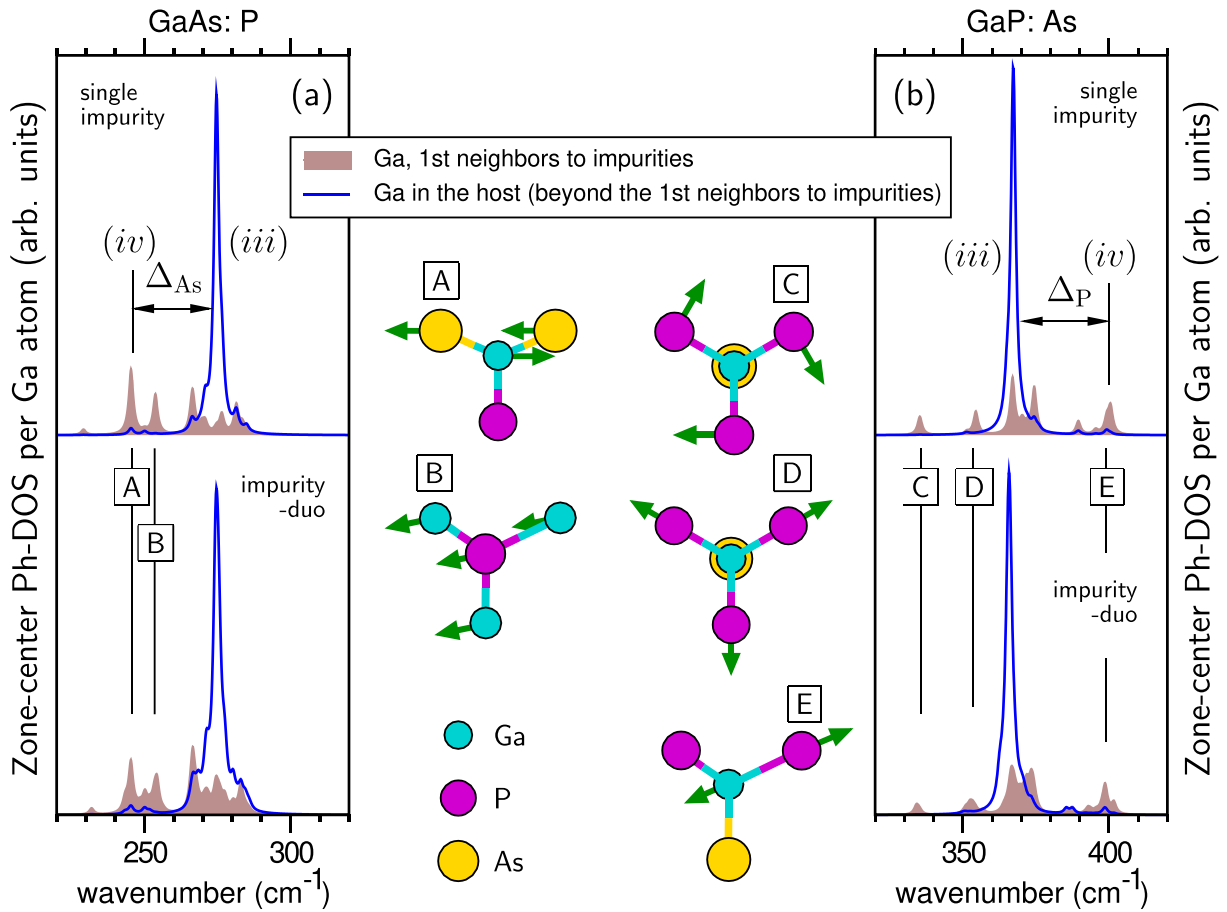 GaAs: P
GaP: As
250
300
350
400
wavenumber (cm-1)
wavenumber (cm-1)
Zone-center Ph-DOS per Ga atom (arb. units)
Zone-center Ph-DOS per Ga atom (arb. units)
single
impurity
(a)
(b)
single
impurity
Ga, 1st neighbors to impurities
Ga in the host (beyond the 1st neighbors to impurities)
(iv)
(iii)
ΔAs
(iii)
(iv)
ΔP
A
B
impurity
-duo
A
B
C
D
E
C
D
E
impurity
-duo
Ga
P
As